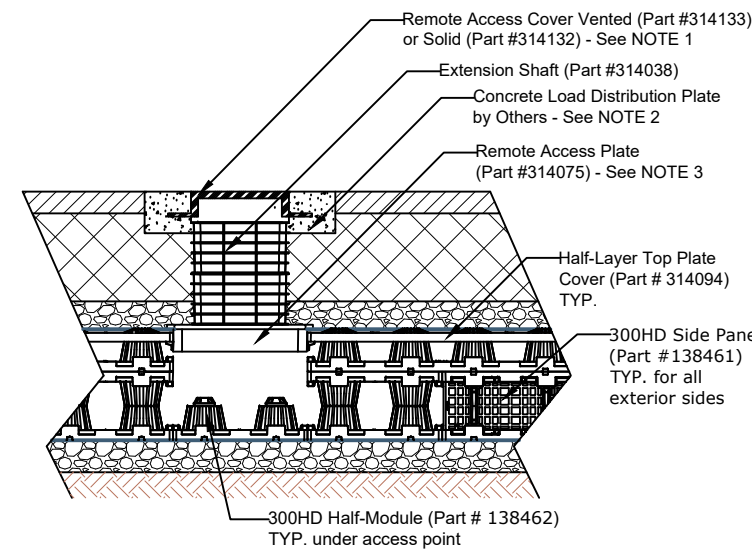 Remote Access Cover Vented (Part #314133)
or Solid (Part #314132) - See NOTE 1
Extension Shaft (Part #314038)
Concrete Load Distribution Plate
by Others - See NOTE 2
Remote Access Plate
(Part #314075) - See NOTE 3
Half-Layer Top Plate
Cover (Part # 314094)
TYP.
300HD Side Pane
(Part #138461)
TYP. for all
exterior sides
300HD Half-Module (Part # 138462)
TYP. under access point